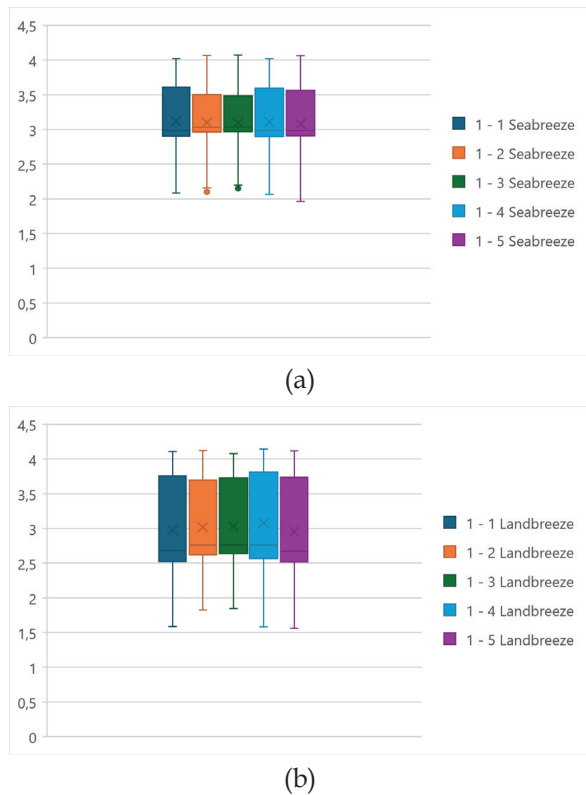 4,5
4
3,5
3
2,5
2
1,5
1
0,5
0
1 - 1 Seabreeze
1 - 2 Seabreeze
1 - 3 Seabreeze
1 - 4 Seabreeze
1 - 5 Seabreeze
(a)
4,5
4
3,5
3
2,5
2
1,5
1
0,5
0
1 - 1 Landbreeze
1 - 2 Landbreeze
1 - 3 Landbreeze
1 - 4 Landbreeze
1 - 5 Landbreeze
(b)